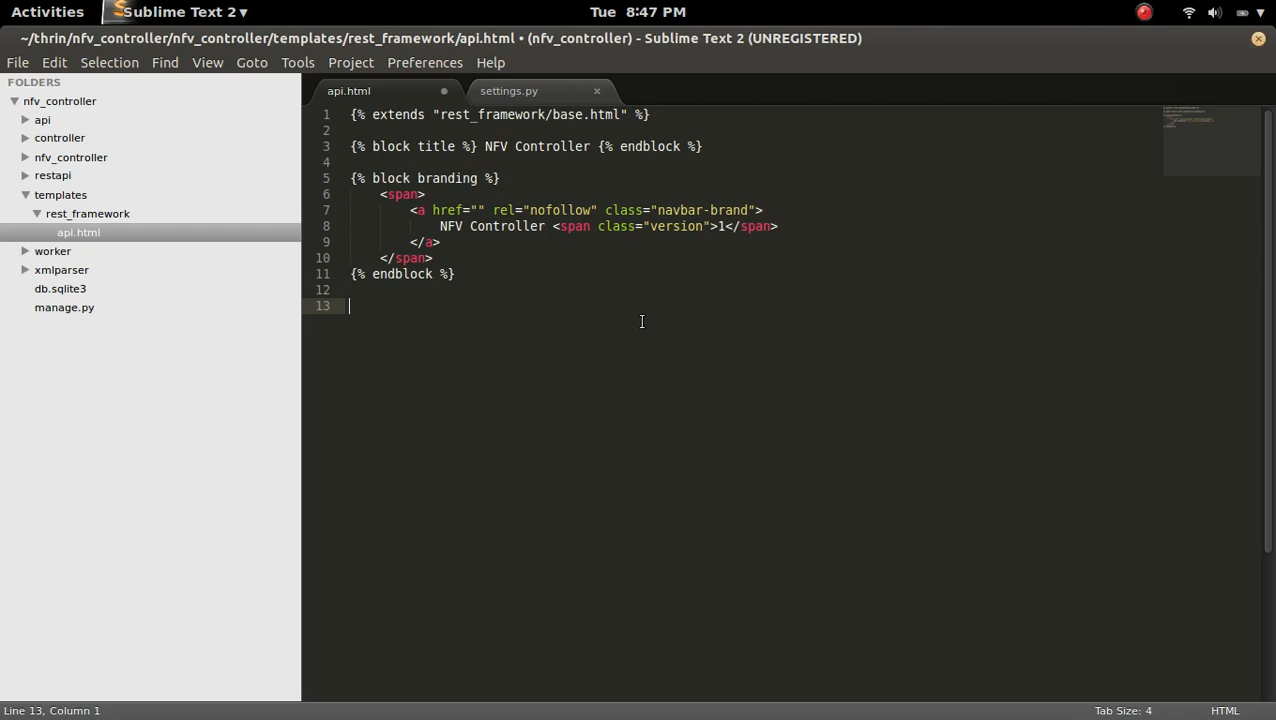 Activities Sublime Text 2 ▾ Tue 8:47 PM
~/thrin/nfv_controller/nfv_controller/templates/rest_framework/api.html • (nfv_controller) - Sublime Text 2 (UNREGISTERED)
File Edit Selection Find View Goto Tools Project Preferences Help
FOLDERS
nfv_controller
api
controller
nfv_controller
restapi
templates
rest_framework
api.html
worker
xmlparser
db.sqlite3
manage.py
api.html settings.py
1 {% extends "rest_framework/base.html" %}
2
3 {% block title %} NFV Controller {% endblock %}
4
5 {% block branding %}
6 <span>
7 <a href="" rel="nofollow" class="navbar-brand">
8 NFV Controller <span class="version">1</span>
9 </a>
10 </span>
11 {% endblock %}
12
13
Line 13, Column 1 Tab Size: 4 HTML